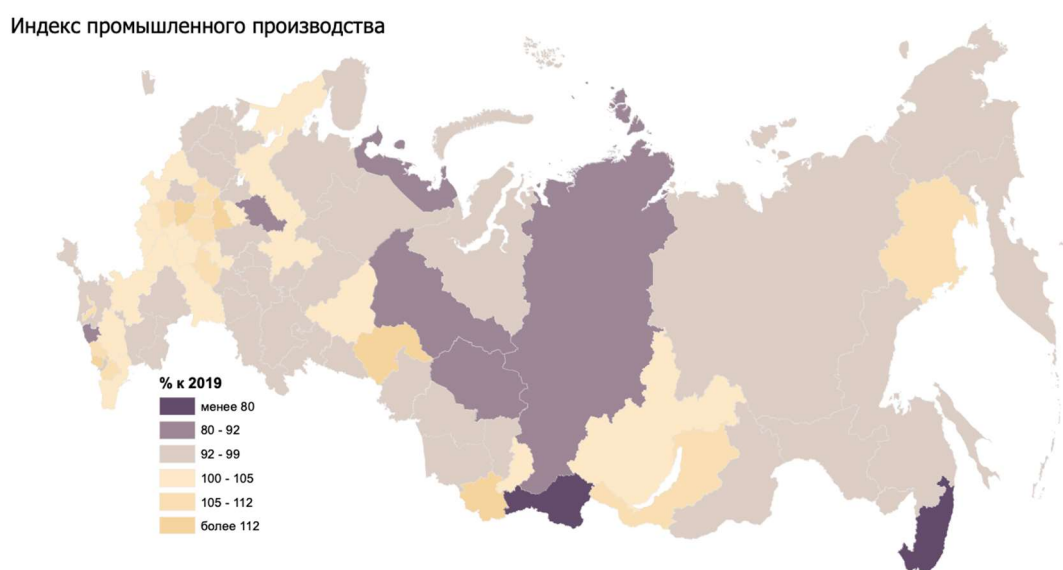 Индекс промышленного производства
% к 2019
менее 80
80 - 92
92 - 99
100 - 105
105 - 112
более 112